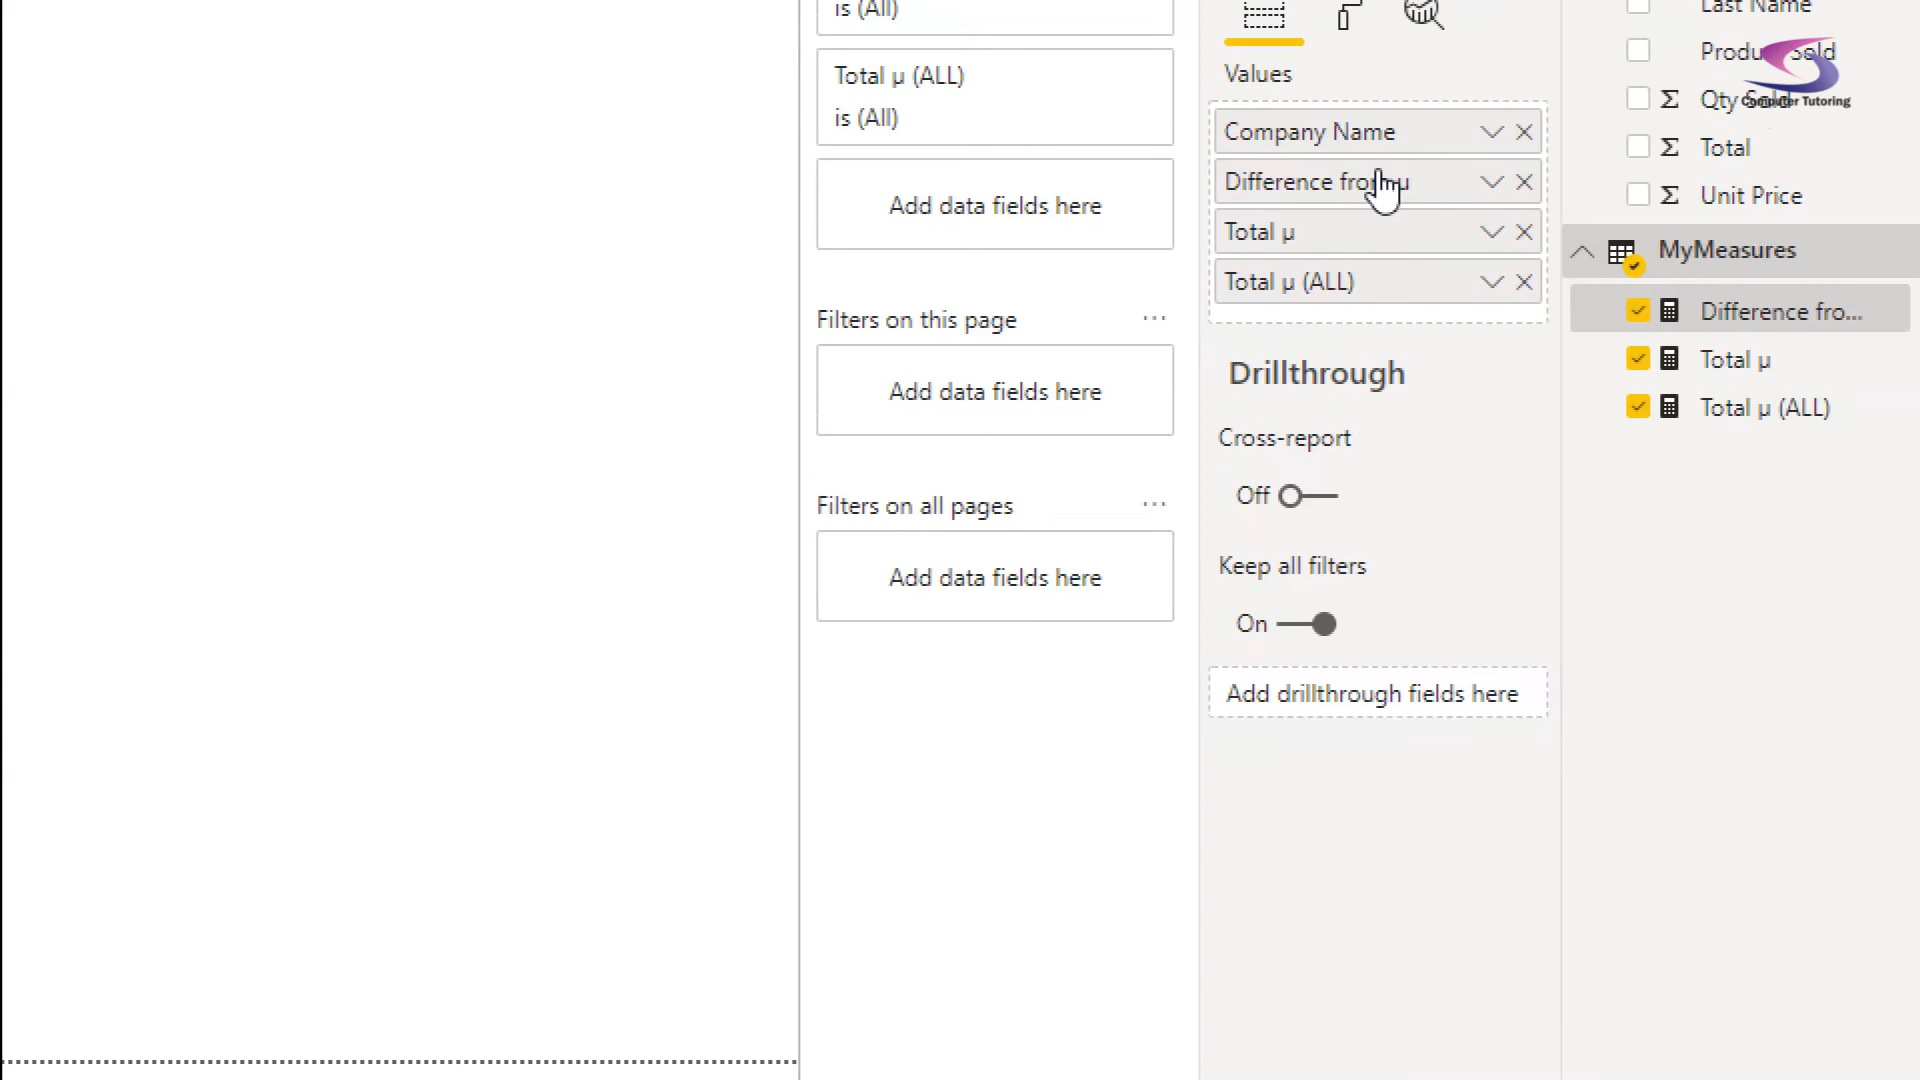 is (All)
Total µ (ALL)
is (All)
Add data fields here
Filters on this page
Add data fields here
Filters on all pages
Add data fields here
Values
Company Name
Difference from µ
Total µ
Total µ (ALL)
Drillthrough
Cross-report
Off
Keep all filters
On
Add drillthrough fields here
Last Name
Product Sold
Qty Sold
Computer Tutoring
Total
Unit Price
MyMeasures
Difference fro...
Total µ
Total µ (ALL)